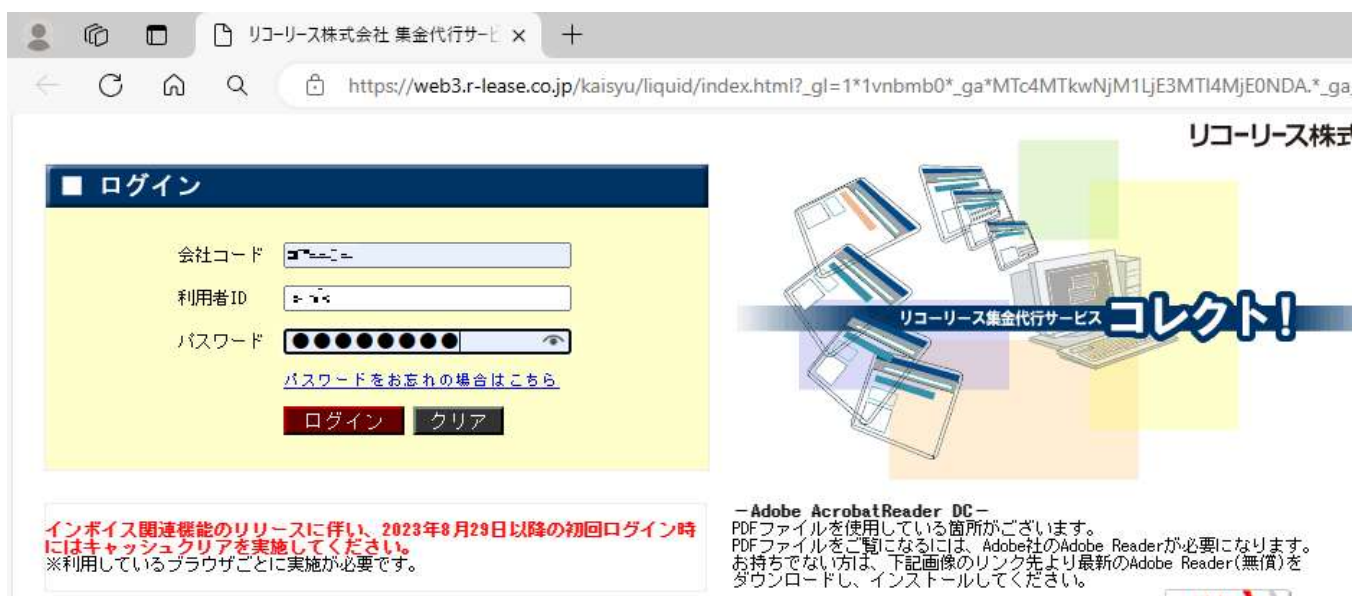 リコーリース株式会社 集金代行サービ
https://web3.r-lease.co.jp/kaisyu/liquid/index.html?_gl=1*1vnbmb0*_ga*MTc4MTkwNjM1LjE3MTI4MjE0NDA.*_ga_
リコーリース株式
■ ログイン
会社コード
利用者ID
パスワード ●●●●●●●●
パスワードをお忘れの場合はこちら
ログイン クリア
リコーリース集金代行サービス コレクト!
インボイス関連機能のリリースに伴い、2023年8月29日以降の初回ログイン時
にはキャッシュクリアを実施してください。
※利用しているブラウザごとに実施が必要です。
-Adobe AcrobatReader DC-
PDFファイルを使用している箇所がございます。
PDFファイルをご覧になるには、Adobe社のAdobe Readerが必要になります。
お持ちでない方は、下記画像のリンク先より最新のAdobe Reader(無償)を
ダウンロードし、インストールしてください。